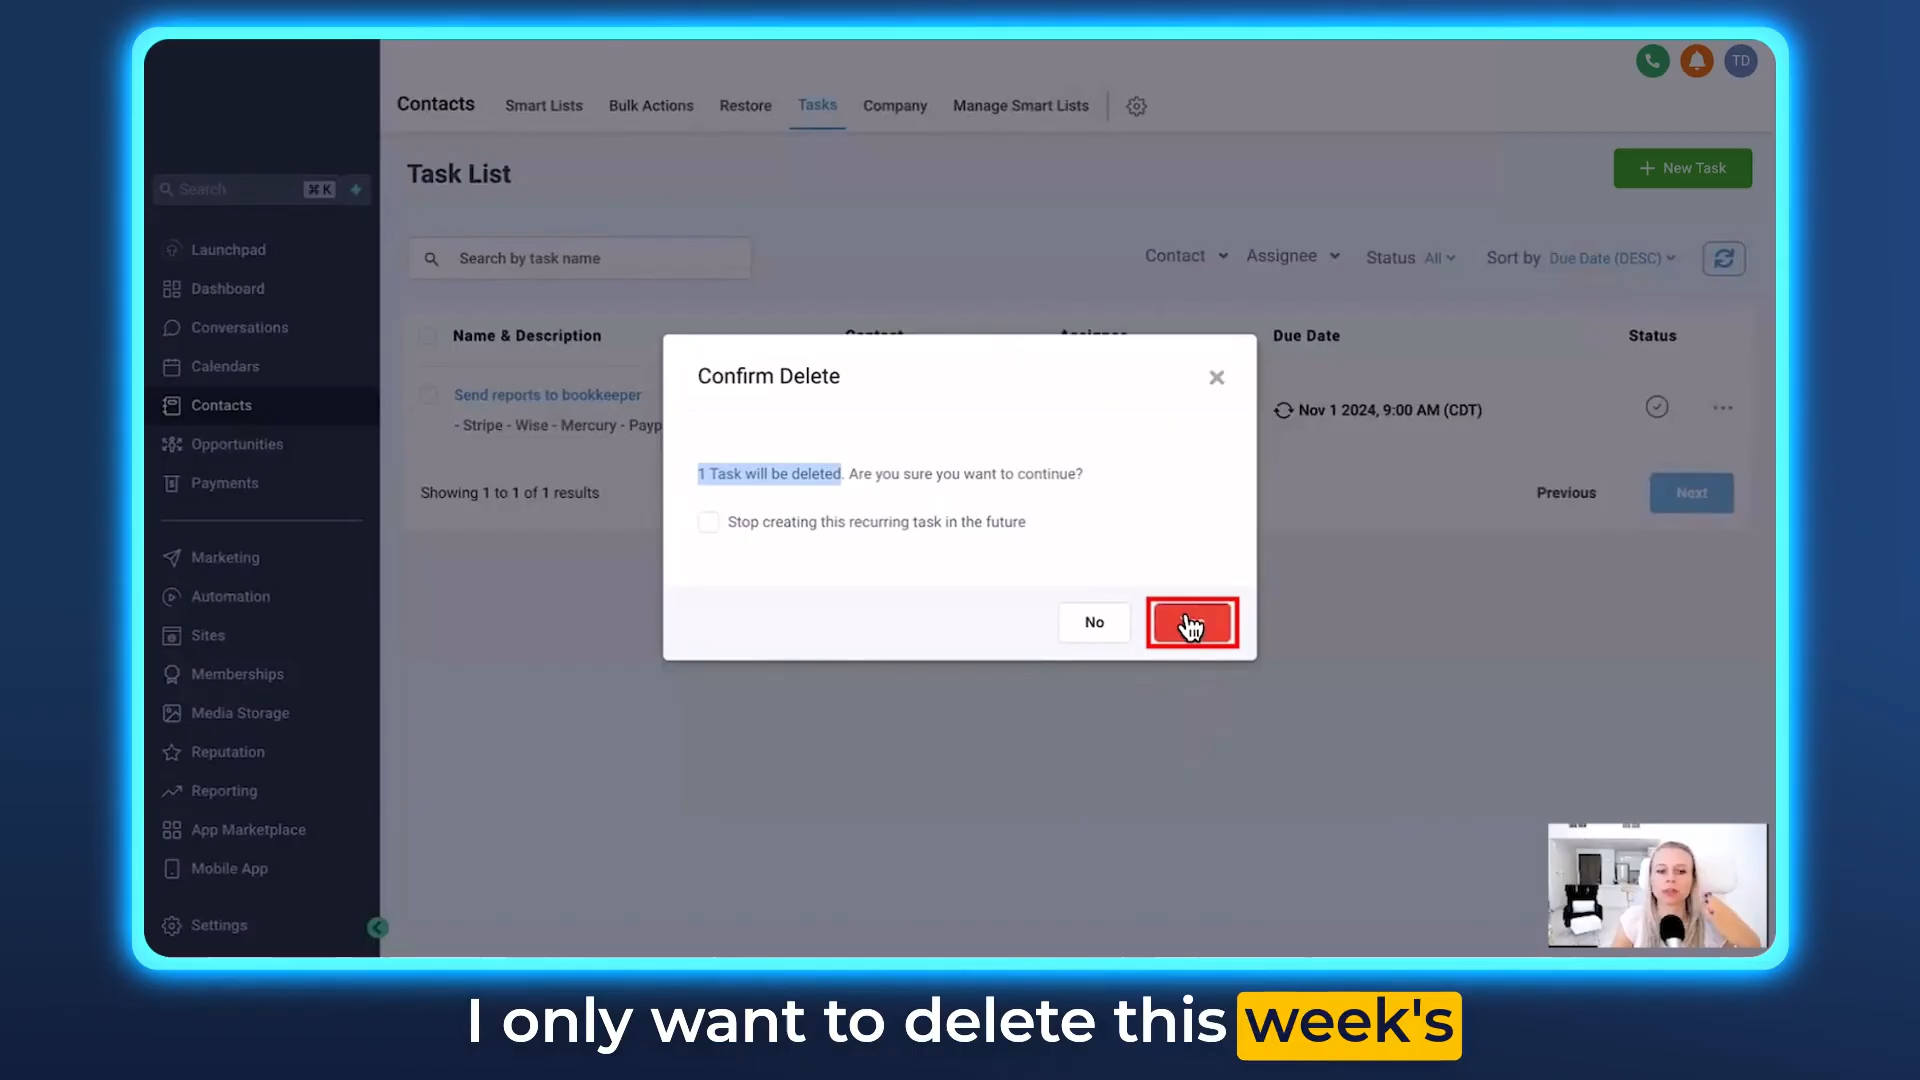 TD
Contacts
Smart Lists
Bulk Actions
Restore
Tasks
Company
Manage Smart Lists
Search
⌘ K
Task List
+ New Task
Search by task name
Contact
Assignee
Status All
Sort by Due Date (DESC)
Launchpad
Dashboard
Conversations
Calendars
Contacts
Opportunities
Payments
Marketing
Automation
Sites
Memberships
Media Storage
Reputation
Reporting
App Marketplace
Mobile App
Settings
Name & Description
Contact
Assignee
Due Date
Status
Send reports to bookkeeper
- Stripe - Wise - Mercury - Payp
Nov 1 2024, 9:00 AM (CDT)
Showing 1 to 1 of 1 results
Previous
Next
Confirm Delete
1 Task will be deleted. Are you sure you want to continue?
Stop creating this recurring task in the future
No
I only want to delete this week's